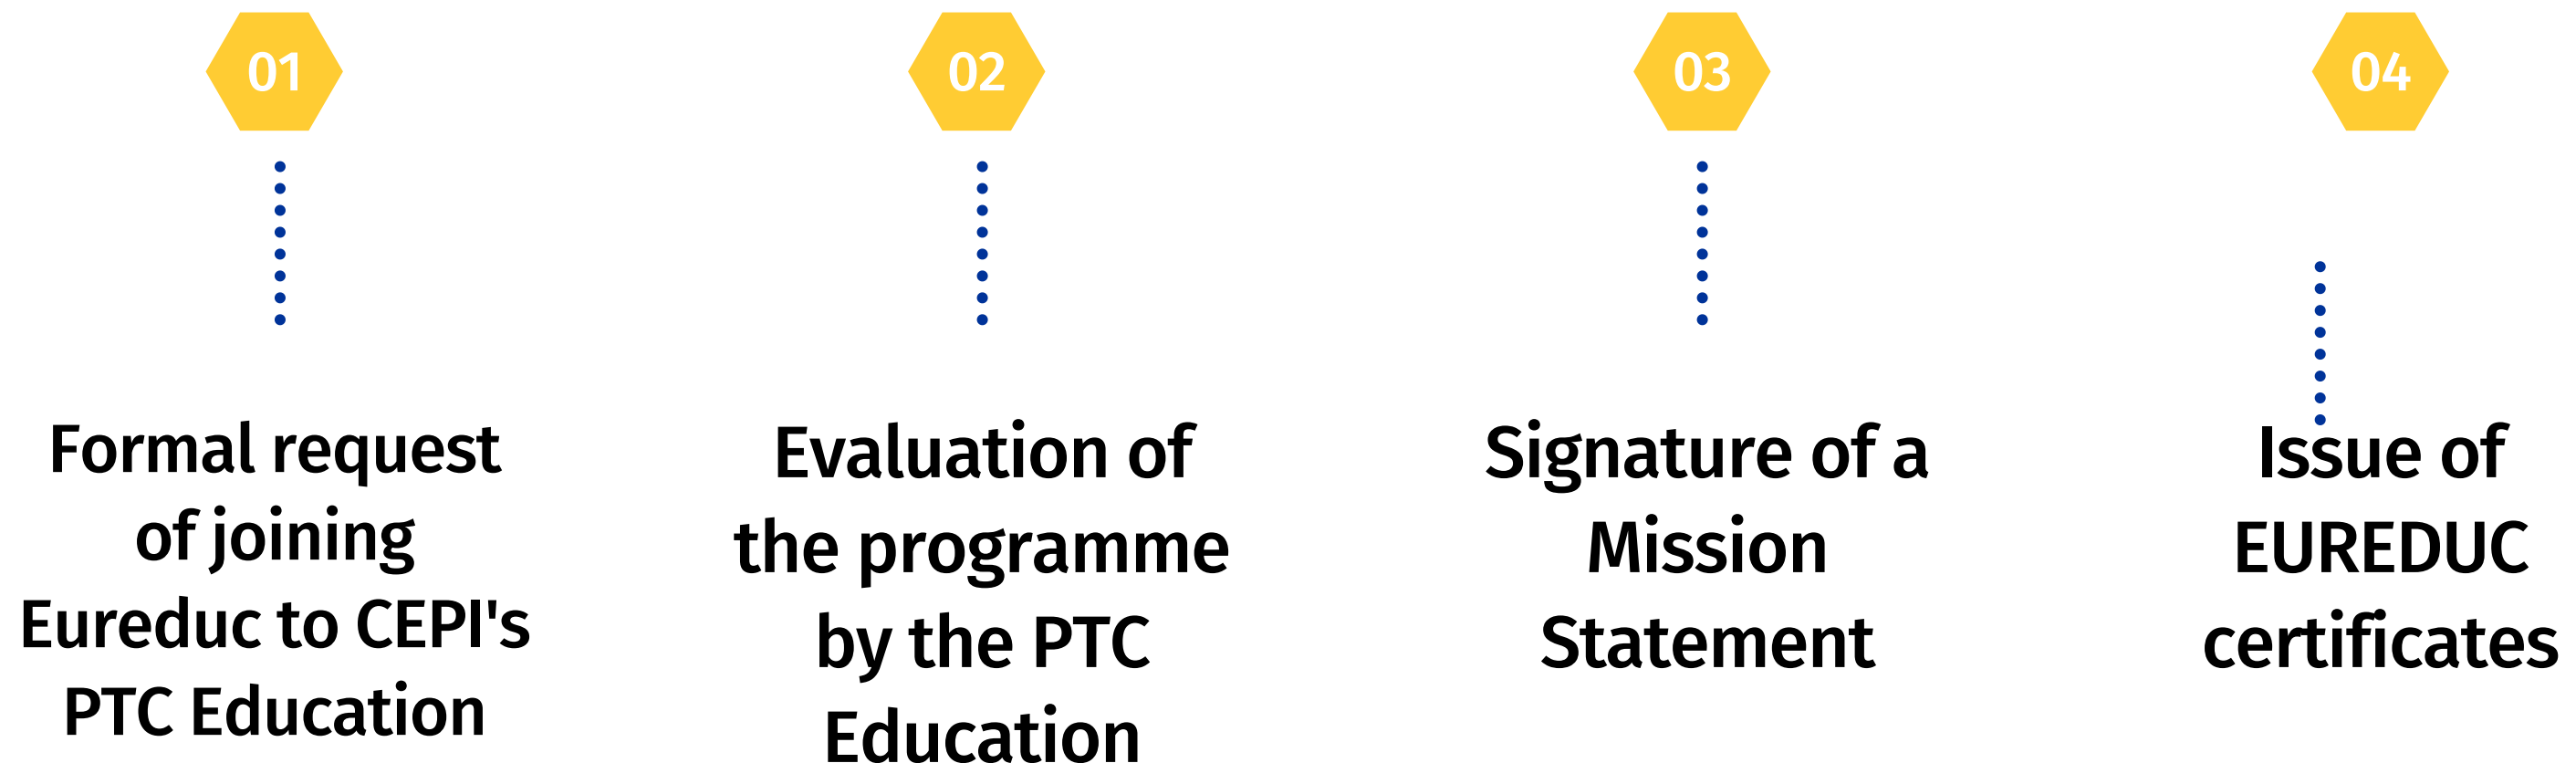 01
Formal request
of joining
Eureduc to CEPI's
PTC Education
02
Evaluation of
the programme
by the PTC
Education
03
Signature of a
Mission
Statement
04
Issue of
EUREDUC
certificates